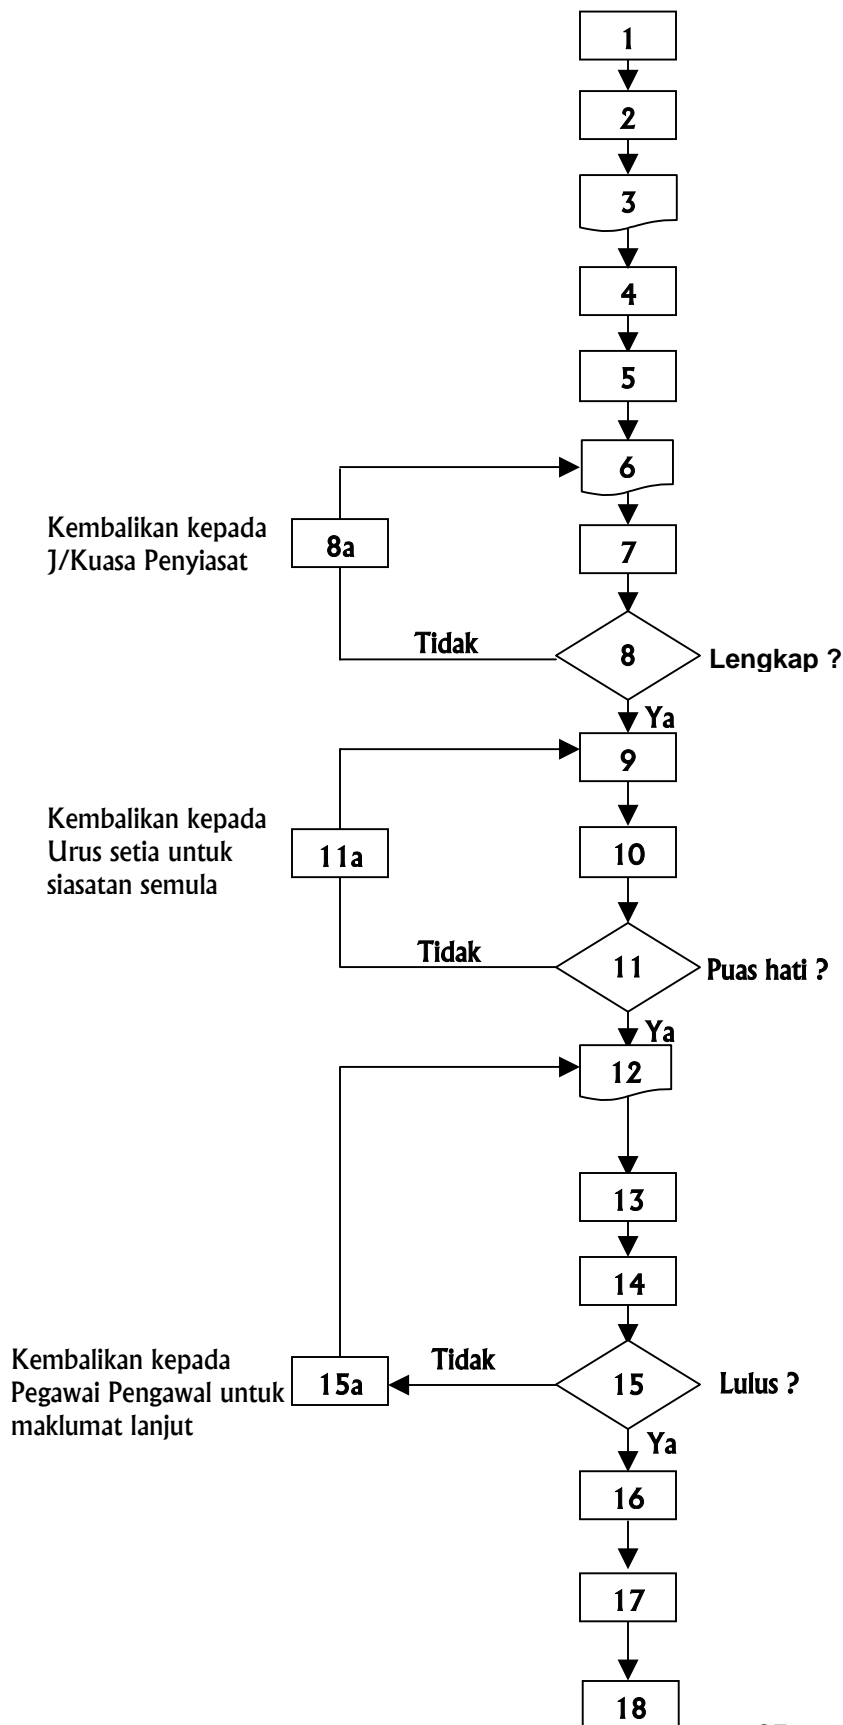 1
2
3
4
5
6
Kembalikan kepada
J/Kuasa Penyiasat
8a
7
Tidak
8
Lengkap ?
Ya
9
Kembalikan kepada
Urus setia untuk
siasatan semula
11a
10
Tidak
11
Puas hati ?
Ya
12
13
14
Kembalikan kepada
Pegawai Pengawal untuk
maklumat lanjut
15a
Tidak
15
Lulus ?
Ya
16
17
18